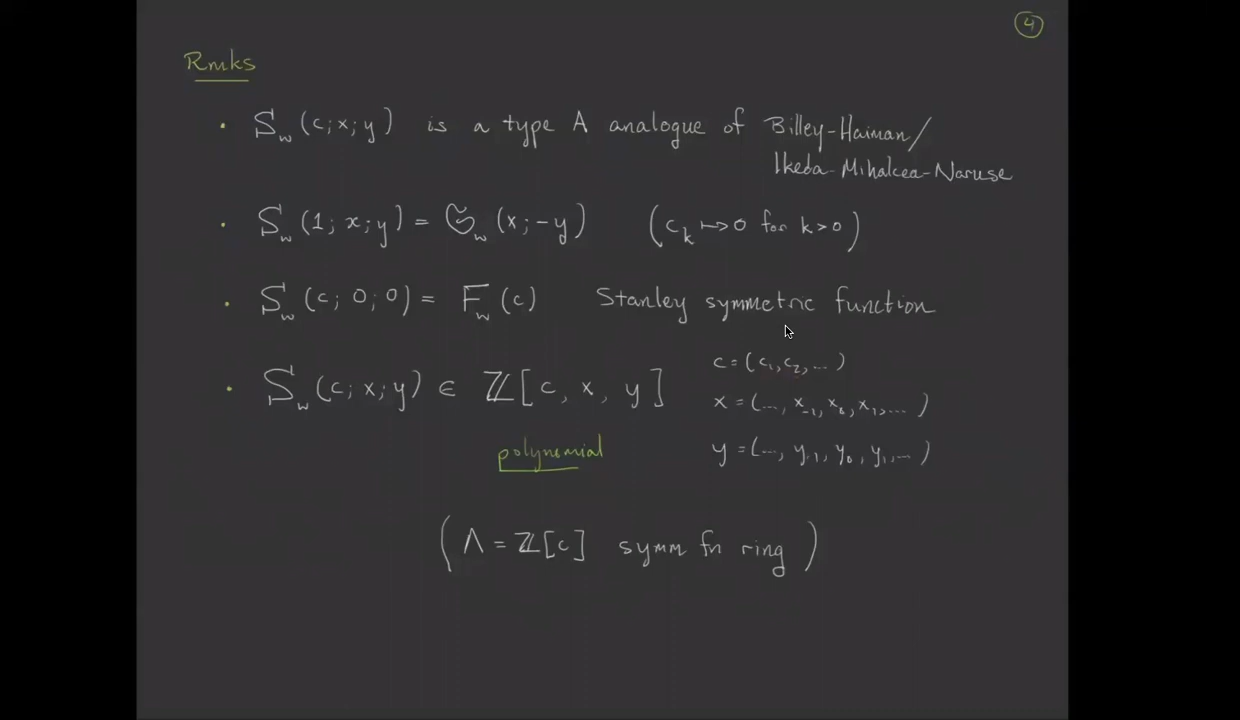 ④
Rmks
• S_w (c; x; y) is a type A analogue of Billey-Haiman/
Ikeda-Mihalcea-Naruse
• S_w (1; x; y) = 𝔖_w (x; -y) (c_k ↦ 0 for k > 0)
• S_w (c; 0; 0) = F_w (c) Stanley symmetric function
c = (c_1, c_2, ...)
• S_w (c; x; y) ∈ ℤ[c, x, y]
x = (..., x_-1, x_0, x_1, ...)
polynomial
y = (..., y_-1, y_0, y_1, ...)
(Λ = ℤ[c] symm fn ring)